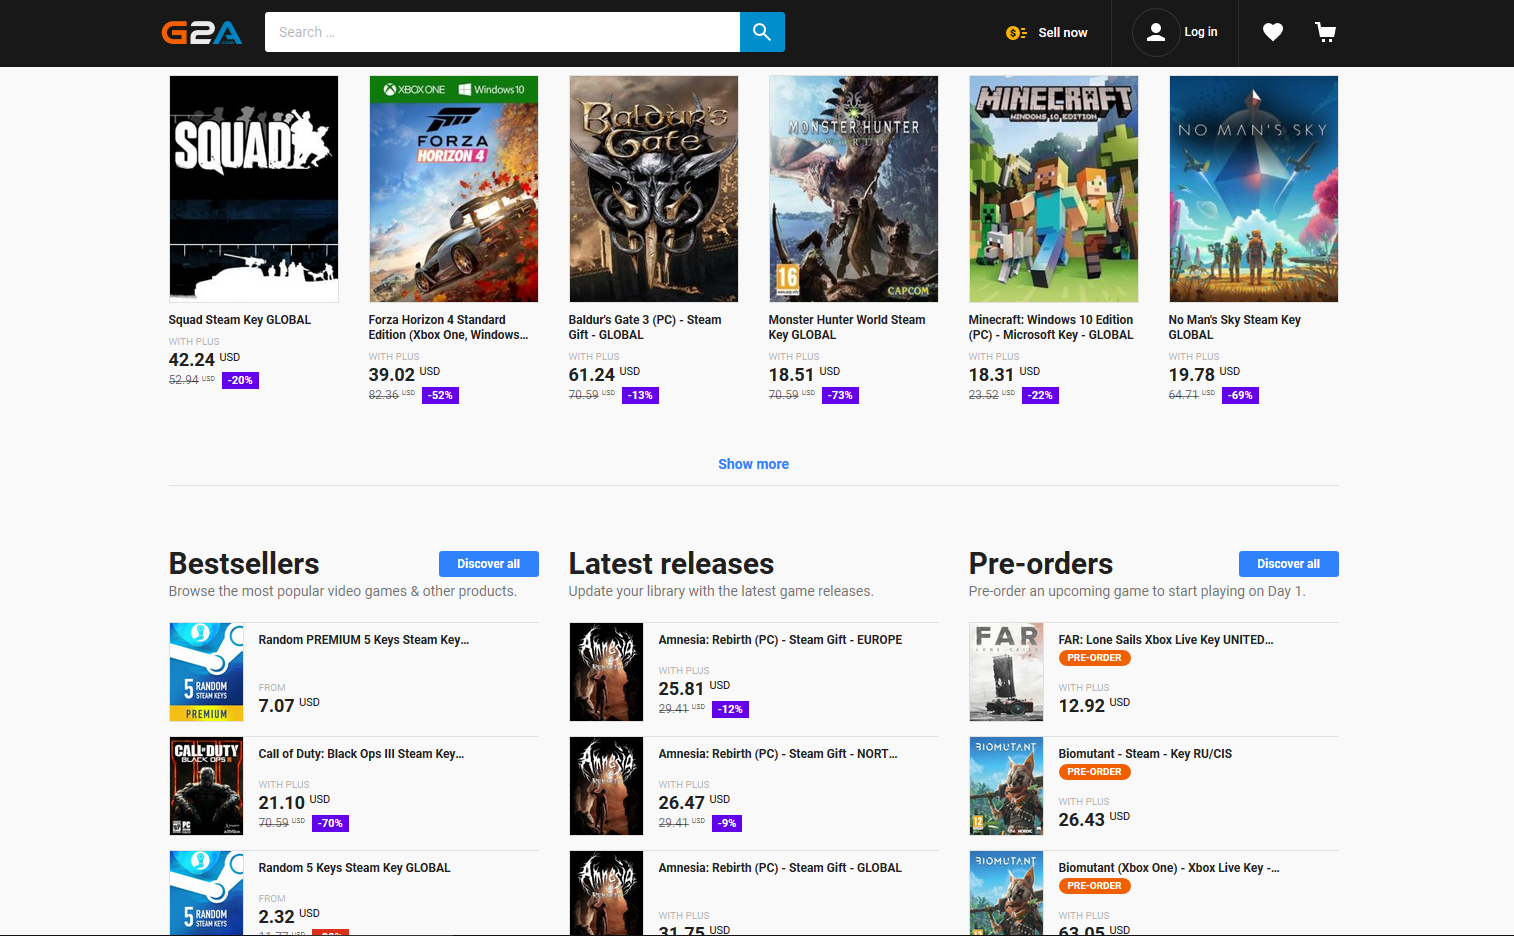 G2A
.COM
Search ...
Sell now
Log in
SQUAD
XBOX ONE Windows 10
FORZA
HORIZON 4
Baldur's
Gate
MONSTER HUNTER
WORLD
16
CAPCOM
MINECRAFT
WINDOWS 10 EDITION
NO MAN'S SKY
Squad Steam Key GLOBAL
WITH PLUS
42.24 USD
52.94 USD -20%
Forza Horizon 4 Standard
Edition (Xbox One, Windows...
WITH PLUS
39.02 USD
82.36 USD -52%
Baldur's Gate 3 (PC) - Steam
Gift - GLOBAL
WITH PLUS
61.24 USD
70.59 USD -13%
Monster Hunter World Steam
Key GLOBAL
WITH PLUS
18.51 USD
70.59 USD -73%
Minecraft: Windows 10 Edition
(PC) - Microsoft Key - GLOBAL
WITH PLUS
18.31 USD
23.52 USD -22%
No Man's Sky Steam Key
GLOBAL
WITH PLUS
19.78 USD
64.71 USD -69%
Show more
Bestsellers
Discover all
Browse the most popular video games & other products.
5 RANDOM
STEAM KEYS
PREMIUM
Random PREMIUM 5 Keys Steam Key...
FROM
7.07 USD
CALL OF DUTY
BLACK OPS III
PC
Call of Duty: Black Ops III Steam Key...
WITH PLUS
21.10 USD
70.59 USD -70%
5 RANDOM
STEAM KEYS
Random 5 Keys Steam Key GLOBAL
FROM
2.32 USD
Latest releases
Update your library with the latest game releases.
Amnesia
REBIRTH
Amnesia: Rebirth (PC) - Steam Gift - EUROPE
WITH PLUS
25.81 USD
29.41 USD -12%
Amnesia
REBIRTH
Amnesia: Rebirth (PC) - Steam Gift - NORT...
WITH PLUS
26.47 USD
29.41 USD -9%
Amnesia
REBIRTH
Amnesia: Rebirth (PC) - Steam Gift - GLOBAL
WITH PLUS
31.75 USD
Pre-orders
Discover all
Pre-order an upcoming game to start playing on Day 1.
FAR
LONE SAILS
FAR: Lone Sails Xbox Live Key UNITED...
PRE-ORDER
WITH PLUS
12.92 USD
BIOMUTANT
12
Biomutant - Steam - Key RU/CIS
PRE-ORDER
WITH PLUS
26.43 USD
BIOMUTANT
Biomutant (Xbox One) - Xbox Live Key -...
PRE-ORDER
WITH PLUS
63.05 USD